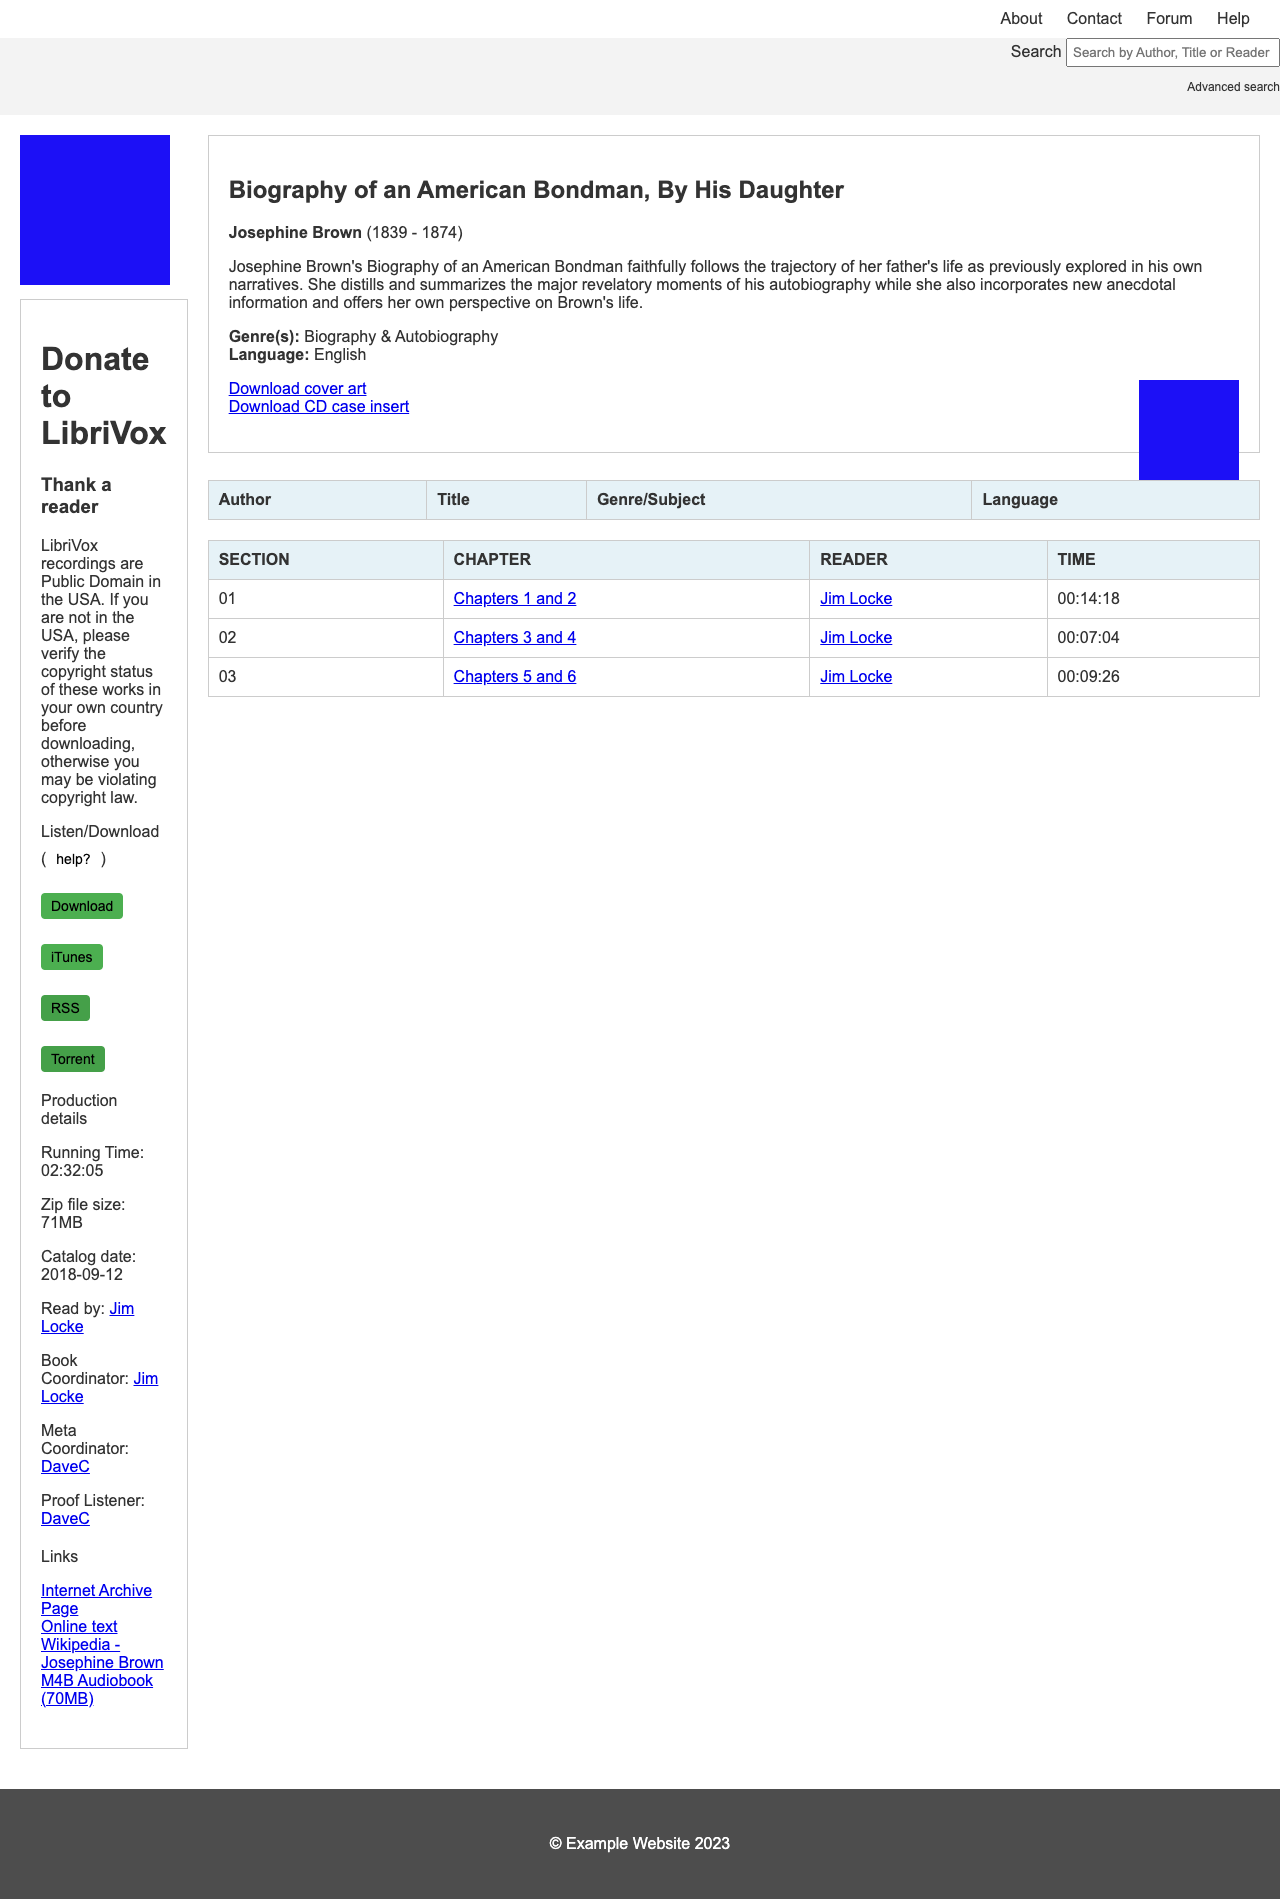 About Contact Forum Help
Search Search by Author, Title or Reader
Advanced search
Donate
to
LibriVox
Thank a
reader
LibriVox
recordings are
Public Domain in
the USA. If you
are not in the
USA, please
verify the
copyright status
of these works in
your own country
before
downloading,
otherwise you
may be violating
copyright law.
Listen/Download
( help? )
Download
iTunes
RSS
Torrent
Production
details
Running Time:
02:32:05
Zip file size:
71MB
Catalog date:
2018-09-12
Read by: Jim
Locke
Book
Coordinator: Jim
Locke
Meta
Coordinator:
DaveC
Proof Listener:
DaveC
Links
Internet Archive
Page
Online text
Wikipedia -
Josephine Brown
M4B Audiobook
(70MB)
Biography of an American Bondman, By His Daughter
Josephine Brown (1839 - 1874)
Josephine Brown's Biography of an American Bondman faithfully follows the trajectory of her father's life as previously explored in his own
narratives. She distills and summarizes the major revelatory moments of his autobiography while she also incorporates new anecdotal
information and offers her own perspective on Brown's life.
Genre(s): Biography & Autobiography
Language: English
Download cover art
Download CD case insert
Author Title Genre/Subject Language
SECTION CHAPTER READER TIME
01 Chapters 1 and 2 Jim Locke 00:14:18
02 Chapters 3 and 4 Jim Locke 00:07:04
03 Chapters 5 and 6 Jim Locke 00:09:26
© Example Website 2023